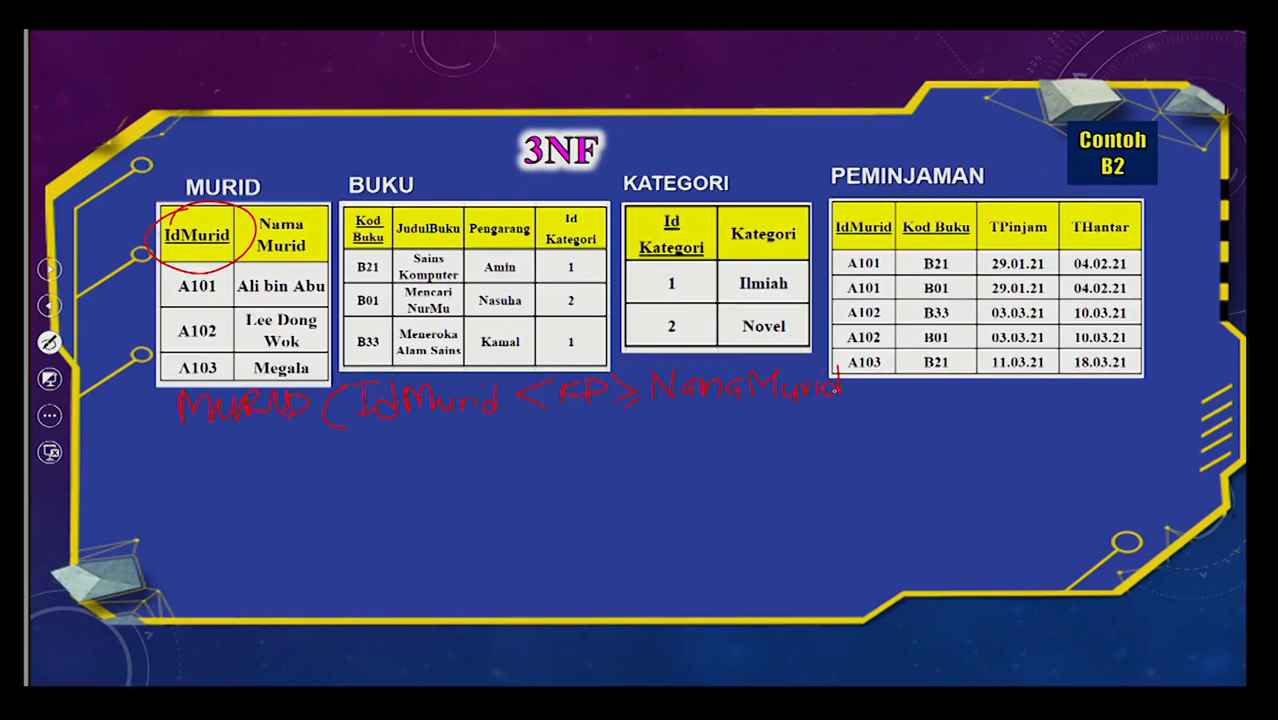 3NF
Contoh
B2
MURID
IdMurid Nama Murid
A101 Ali bin Abu
A102 Lee Dong Wok
A103 Megala
BUKU
Kod Buku JudulBuku Pengarang Id Kategori
B21 Sains Komputer Amin 1
B01 Mencari NurMu Nasuha 2
B33 Meneroka Alam Sains Kamal 1
KATEGORI
Id Kategori Kategori
1 Ilmiah
2 Novel
PEMINJAMAN
IdMurid Kod Buku TPinjam THantar
A101 B21 29.01.21 04.02.21
A101 B01 29.01.21 04.02.21
A102 B33 03.03.21 10.03.21
A102 B01 03.03.21 10.03.21
A103 B21 11.03.21 18.03.21
MURID (IdMurid <KP> NamaMurid